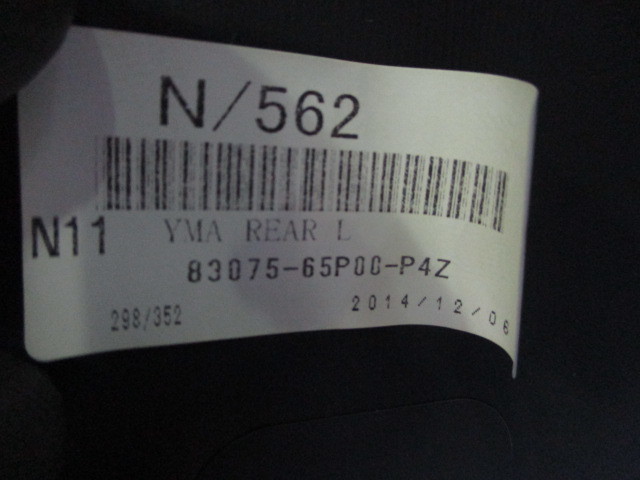 N/562
N11 YMA REAR L
83075-65P00-P4Z
298/352 2014/12/06